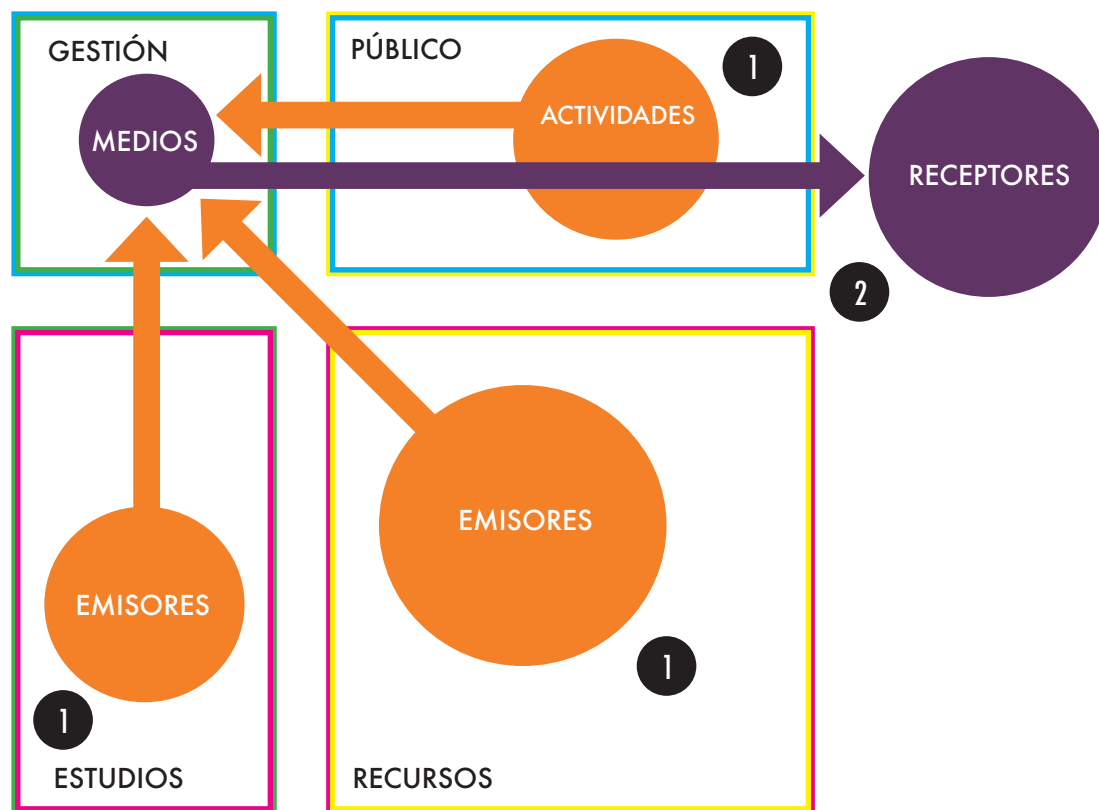 GESTIÓN
MEDIOS
PÚBLICO
ACTIVIDADES
1
RECEPTORES
2
EMISORES
1
ESTUDIOS
EMISORES
1
RECURSOS